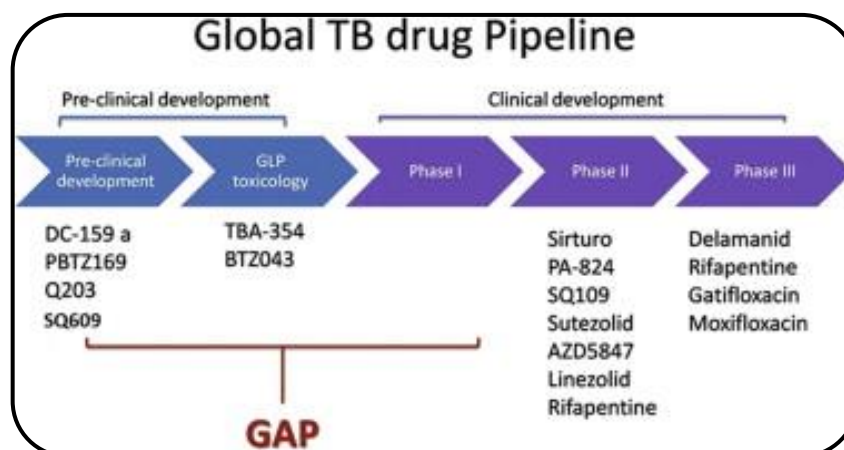 Global TB drug Pipeline
Pre-clinical development
Clinical development
Pre-clinical
development
GLP
toxicology
Phase I
Phase II
Phase III
DC-159 a
PBTZ169
Q203
SQ609
TBA-354
BTZ043
Sirturo
PA-824
SQ109
Sutezolid
AZD5847
Linezolid
Rifapentine
Delamanid
Rifapentine
Gatifloxacin
Moxifloxacin
GAP